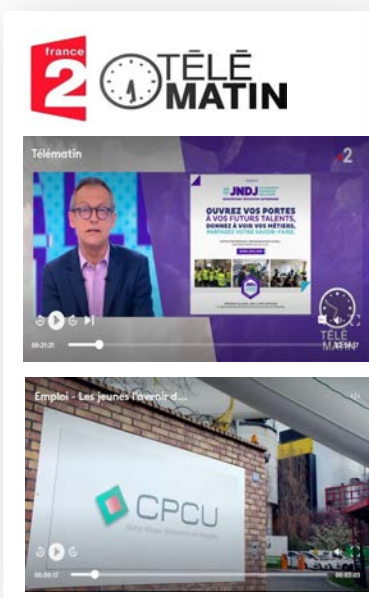 france
2
TÉLÉ
MATIN
Télématin
2
#JNDJ
OUVREZ VOS PORTES
À VOS FUTURS TALENTS,
DONNEZ À VOIR VOS MÉTIERS,
PARTAGEZ VOTRE SAVOIR-FAIRE.
00:21:21
TÉLÉ
MATIN
Emploi - Les jeunes l'avenir d...
CPCU
00:00:17
00:03:03